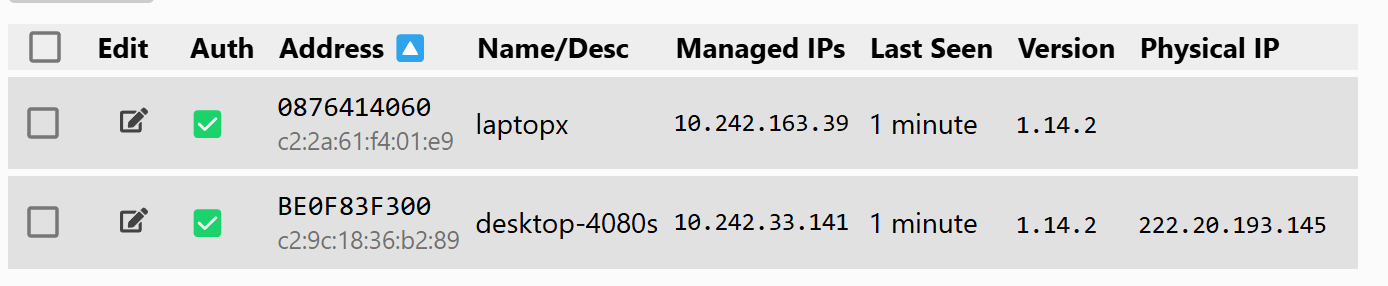 Edit Auth Address Name/Desc Managed IPs Last Seen Version Physical IP
0876414060
c2:2a:61:f4:01:e9
laptopx 10.242.163.39 1 minute 1.14.2
BE0F83F300
c2:9c:18:36:b2:89
desktop-4080s 10.242.33.141 1 minute 1.14.2 222.20.193.145